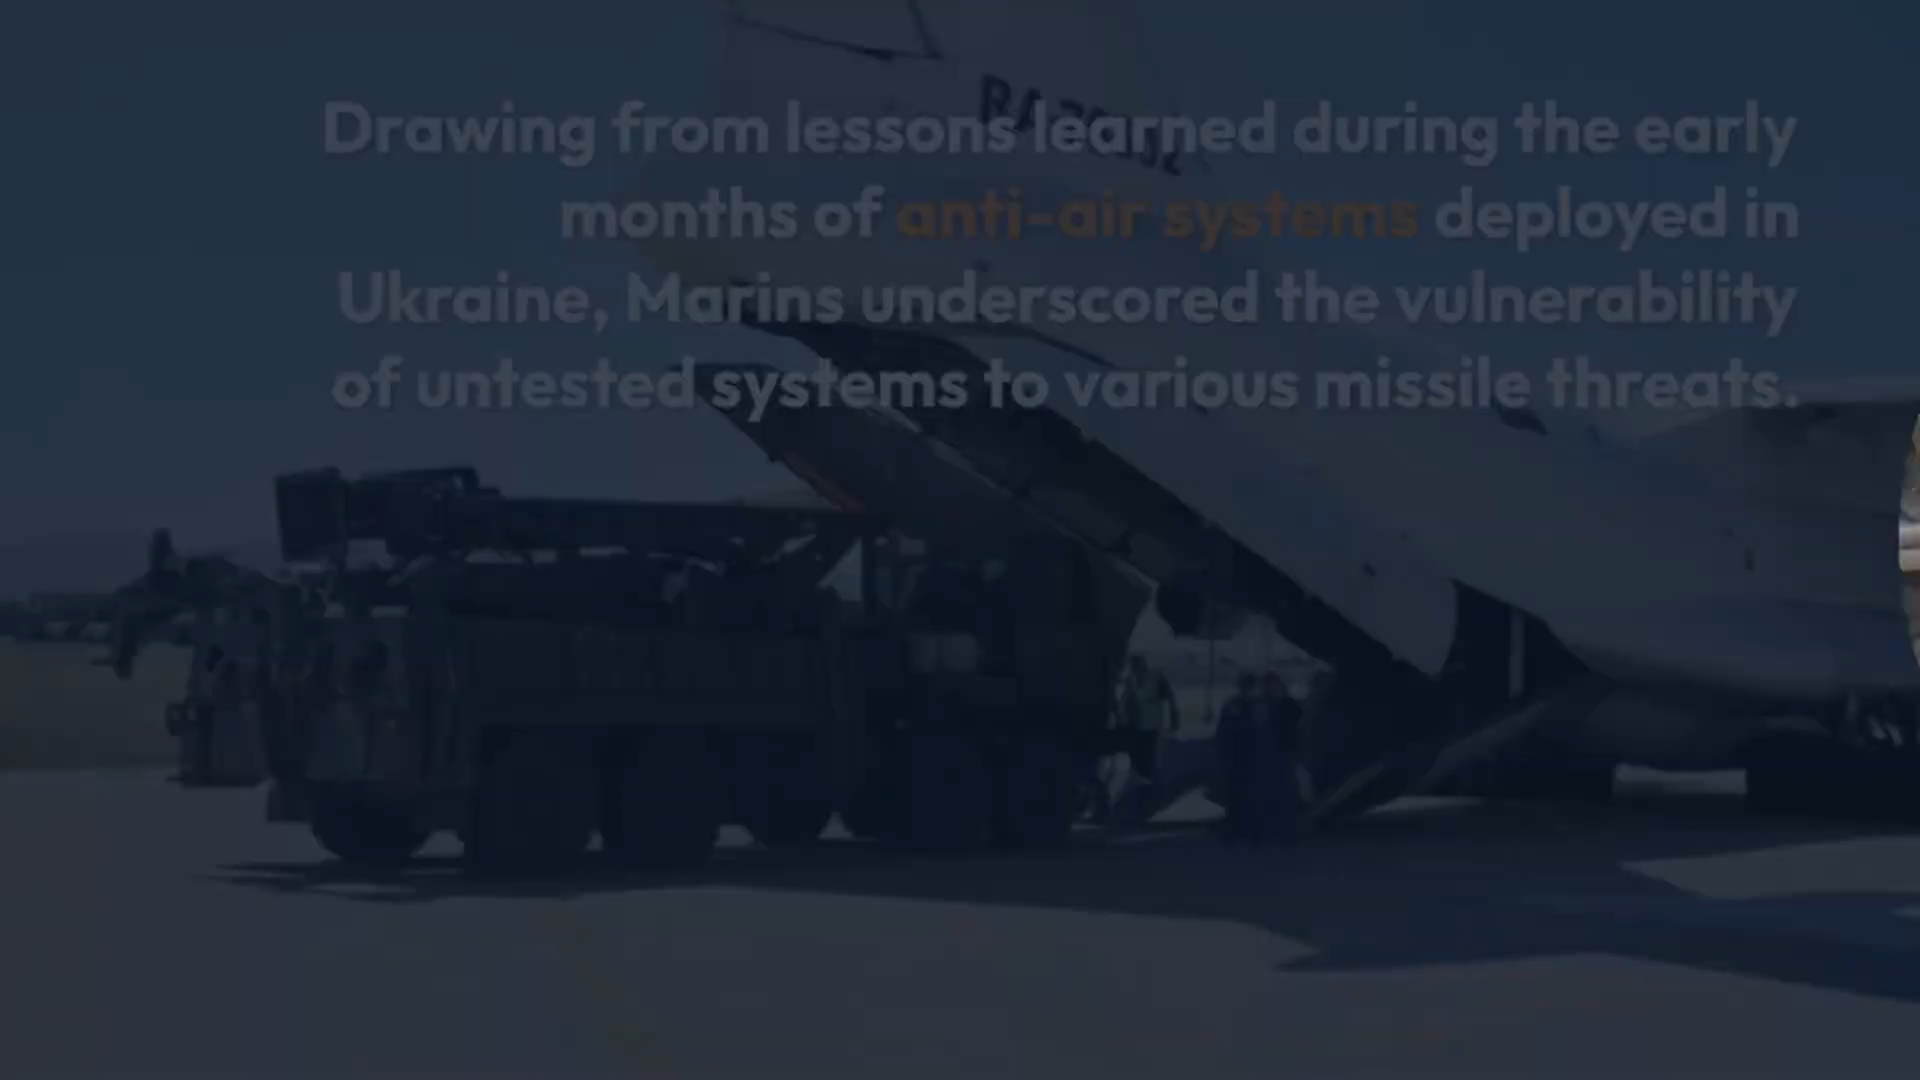 Drawing from lessons learned during the early
months of anti-air systems deployed in
Ukraine, Marins underscored the vulnerability
of untested systems to various missile threats.